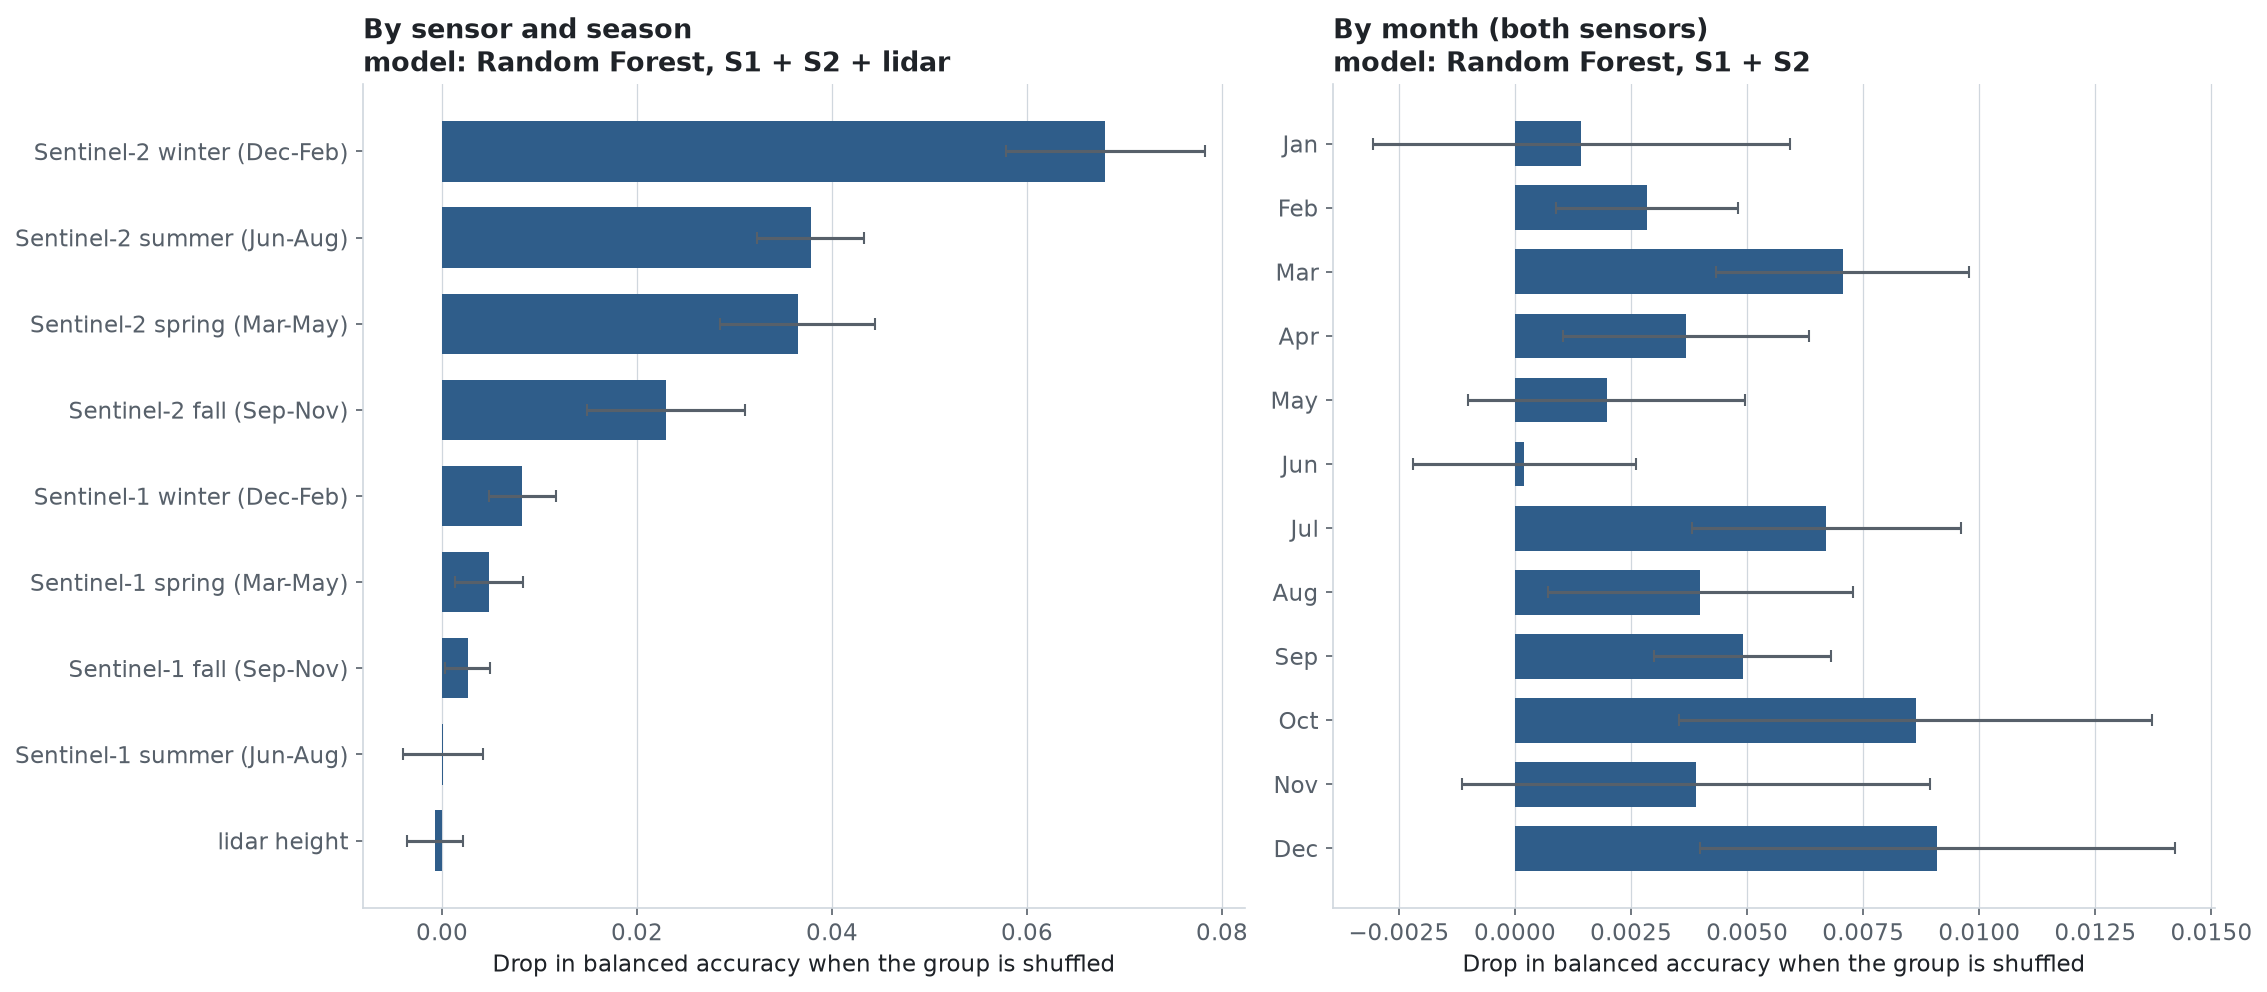 By sensor and season
model: Random Forest, S1 + S2 + lidar
Sentinel-2 winter (Dec-Feb)
Sentinel-2 summer (Jun-Aug)
Sentinel-2 spring (Mar-May)
Sentinel-2 fall (Sep-Nov)
Sentinel-1 winter (Dec-Feb)
Sentinel-1 spring (Mar-May)
Sentinel-1 fall (Sep-Nov)
Sentinel-1 summer (Jun-Aug)
lidar height
0.00 0.02 0.04 0.06 0.08
Drop in balanced accuracy when the group is shuffled
By month (both sensors)
model: Random Forest, S1 + S2
Jan
Feb
Mar
Apr
May
Jun
Jul
Aug
Sep
Oct
Nov
Dec
−0.0025 0.0000 0.0025 0.0050 0.0075 0.0100 0.0125 0.0150
Drop in balanced accuracy when the group is shuffled